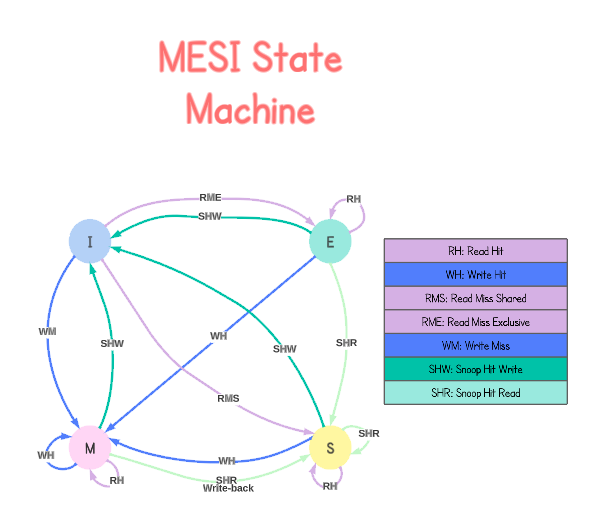 MESI State
Machine
RME
RH
SHW
I
E
RH: Read Hit
WH: Write Hit
RMS: Read Miss Shared
RME: Read Miss Exclusive
WM: Write Miss
SHW: Snoop Hit Write
SHR: Snoop Hit Read
WM
WH
SHW
SHW
SHR
RMS
M
S
SHR
WH
WH
RH
SHR
Write-back
RH